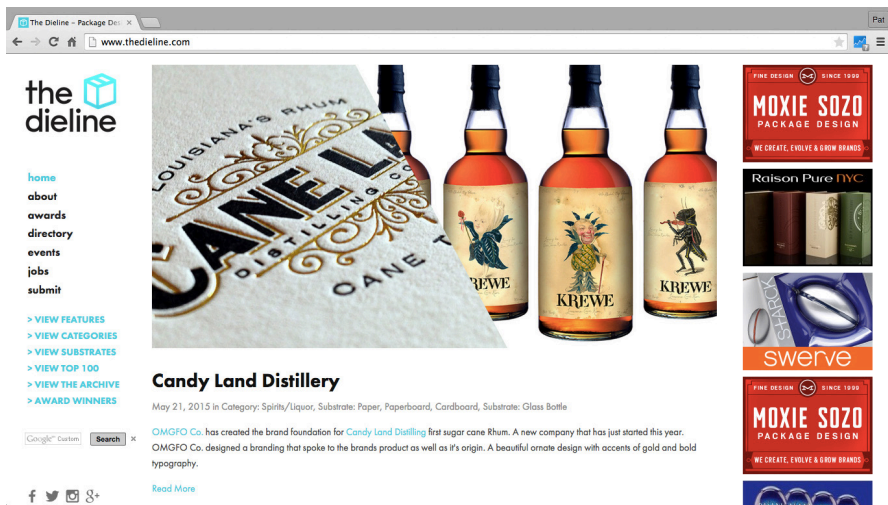 The Dieline - Package Des
Pat
www.thedieline.com
the
dieline
home
about
awards
directory
events
jobs
submit
> VIEW FEATURES
> VIEW CATEGORIES
> VIEW SUBSTRATES
> VIEW TOP 100
> VIEW THE ARCHIVE
> AWARD WINNERS
Google™ Custom Search ×
LOUISIANA'S RHUM
CANE LA
DISTILLING CO
CANE T
KREWE
KREWE
KREWE
Candy Land Distillery
May 21, 2015 in Category: Spirits/Liquor, Substrate: Paper, Paperboard, Cardboard, Substrate: Glass Bottle
OMGFO Co. has created the brand foundation for Candy Land Distilling first sugar cane Rhum. A new company that has just started this year.
OMGFO Co. designed a branding that spoke to the brands product as well as it's origin. A beautiful ornate design with accents of gold and bold
typography.
Read More
FINE DESIGN SINCE 1999
MOXIE SOZO
PACKAGE DESIGN
WE CREATE, EVOLVE & GROW BRANDS
Raison Pure NYC
STARCK
swerve
FINE DESIGN SINCE 1999
MOXIE SOZO
PACKAGE DESIGN
WE CREATE, EVOLVE & GROW BRANDS